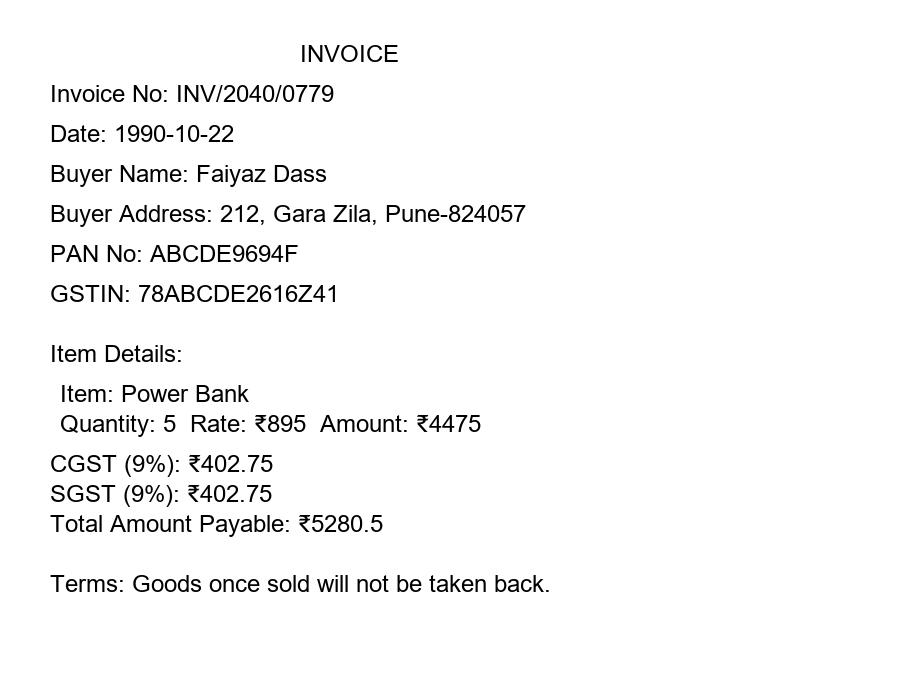 INVOICE
Invoice No: INV/2040/0779
Date: 1990-10-22
Buyer Name: Faiyaz Dass
Buyer Address: 212, Gara Zila, Pune-824057
PAN No: ABCDE9694F
GSTIN: 78ABCDE2616Z41
Item Details:
Item: Power Bank
Quantity: 5  Rate: ₹895  Amount: ₹4475
CGST (9%): ₹402.75
SGST (9%): ₹402.75
Total Amount Payable: ₹5280.5
Terms: Goods once sold will not be taken back.